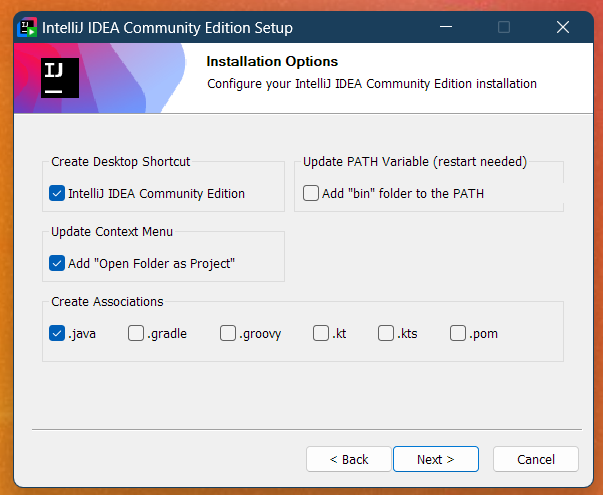 IntelliJ IDEA Community Edition Setup
IJ
Installation Options
Configure your IntelliJ IDEA Community Edition installation
Create Desktop Shortcut
IntelliJ IDEA Community Edition
Update PATH Variable (restart needed)
Add "bin" folder to the PATH
Update Context Menu
Add "Open Folder as Project"
Create Associations
.java .gradle .groovy .kt .kts .pom
< Back Next > Cancel